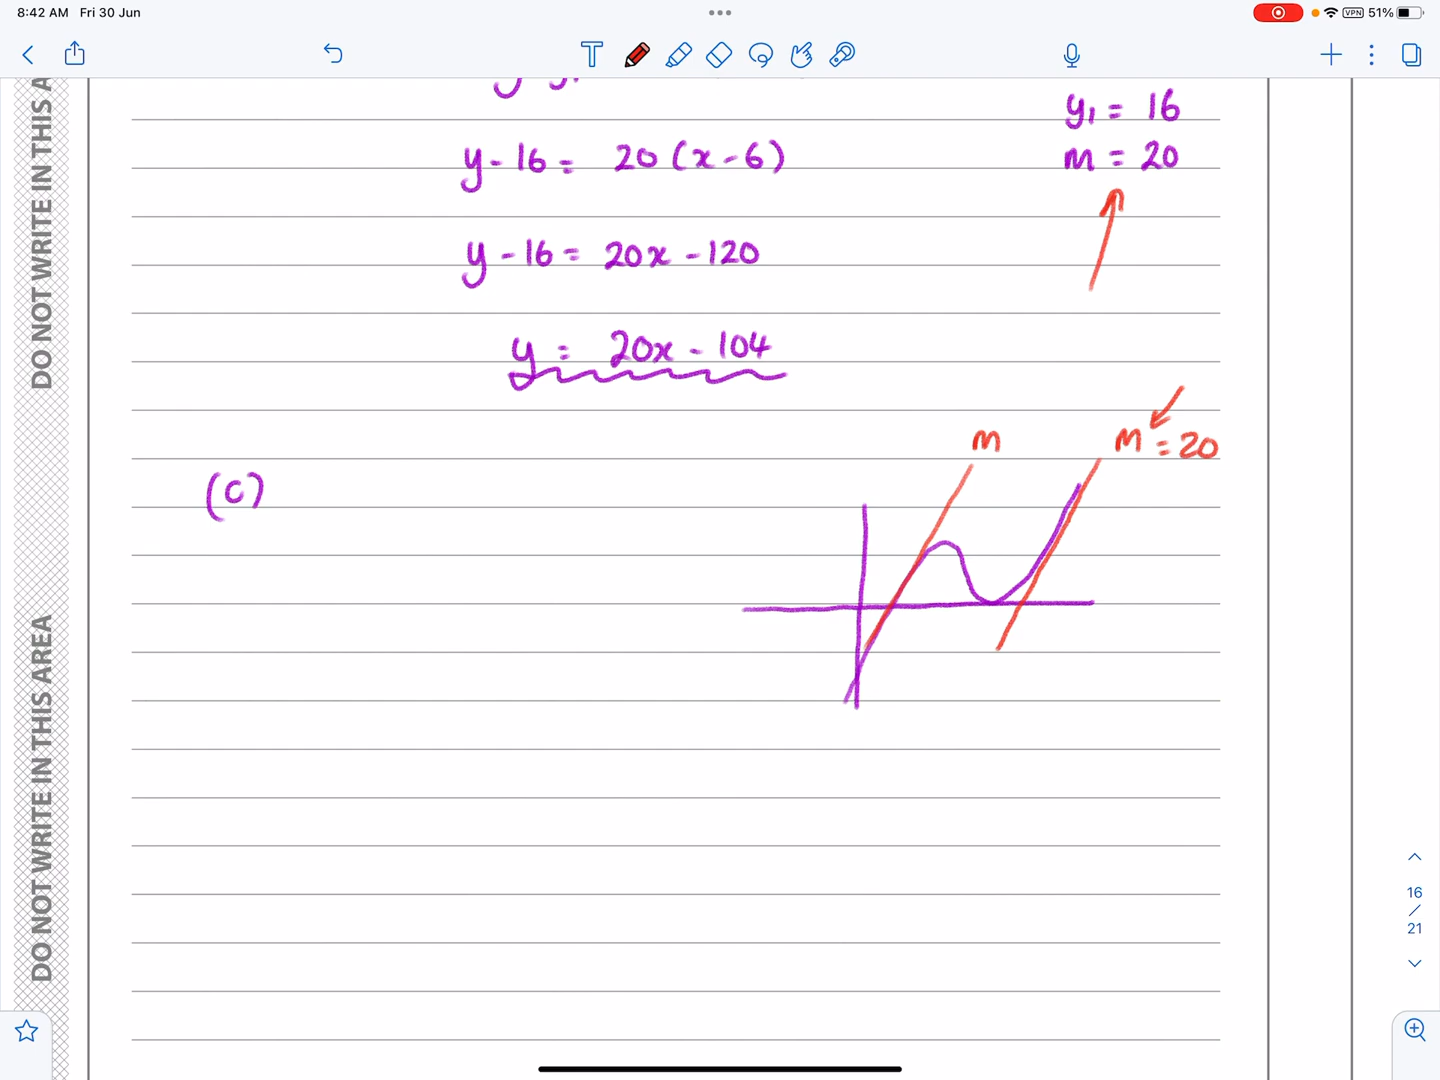 8:42 AM Fri 30 Jun
VPN 51%
DO NOT WRITE IN THIS A
y₁ = 16
y - 16 = 20 (x - 6)
m = 20
y - 16 = 20x - 120
y = 20x - 104
m
m = 20
(c)
DO NOT WRITE IN THIS AREA
16
/
21